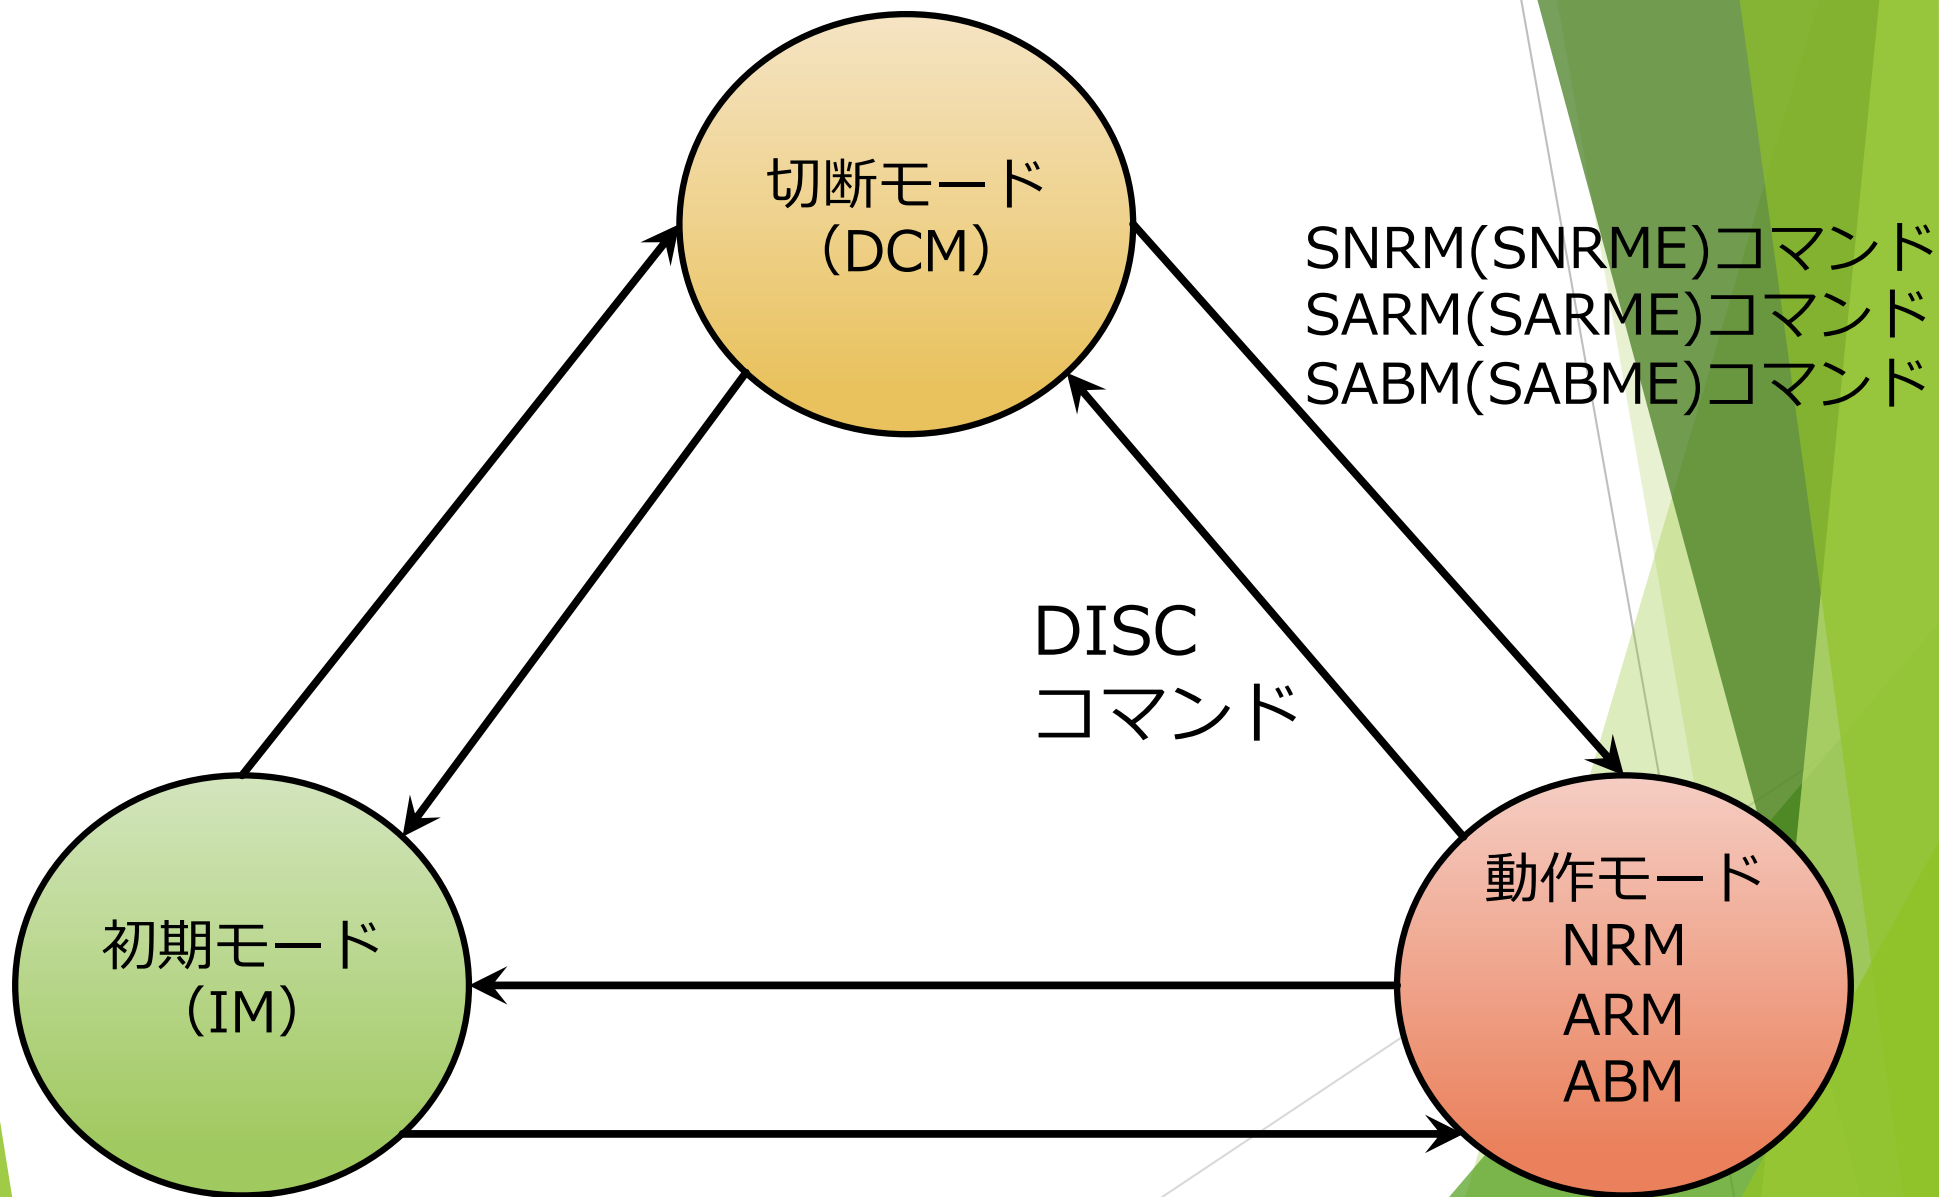 切断モード
（DCM）
SNRM(SNRME)コマンド
SARM(SARME)コマンド
SABM(SABME)コマンド
DISC
コマンド
初期モード
（IM）
動作モード
NRM
ARM
ABM